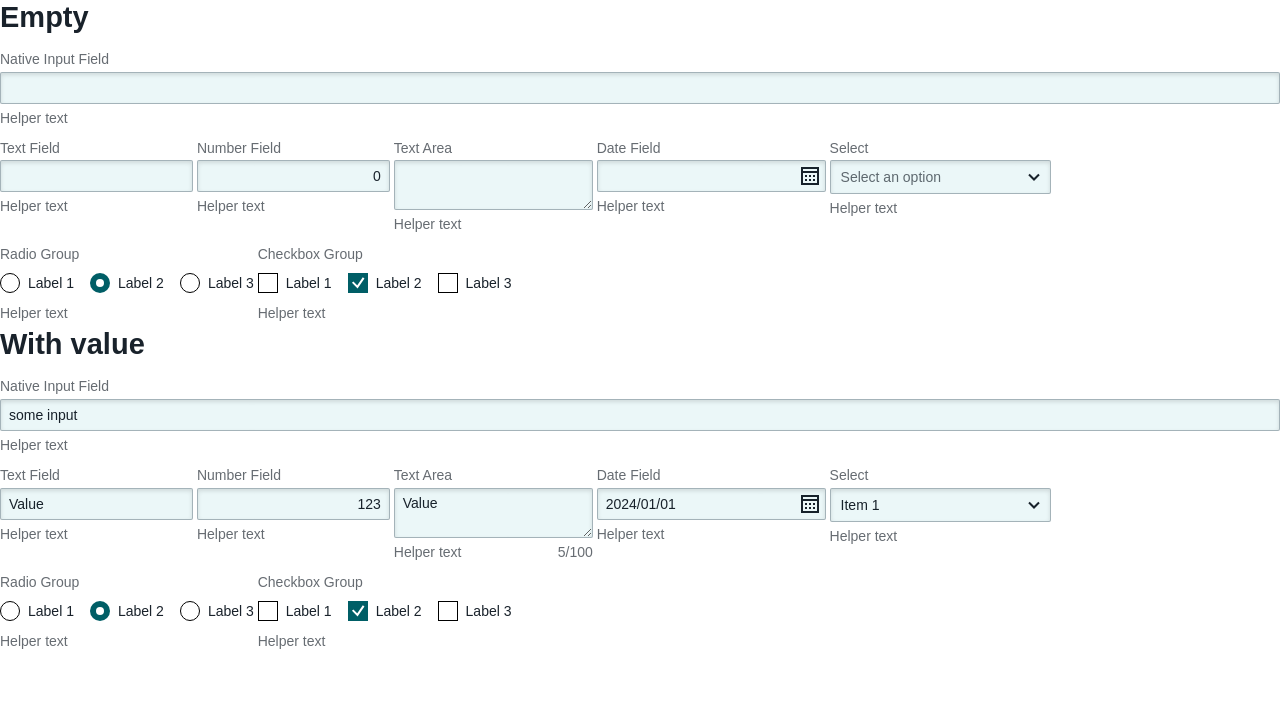 Empty
Native Input Field
Helper text
Text Field Number Field Text Area Date Field Select
0 Select an option
Helper text Helper text Helper text Helper text Helper text
Radio Group Checkbox Group
Label 1 Label 2 Label 3 Label 1 Label 2 Label 3
Helper text Helper text
With value
Native Input Field
some input
Helper text
Text Field Number Field Text Area Date Field Select
Value 123 Value 2024/01/01 Item 1
Helper text Helper text Helper text 5/100 Helper text Helper text
Radio Group Checkbox Group
Label 1 Label 2 Label 3 Label 1 Label 2 Label 3
Helper text Helper text